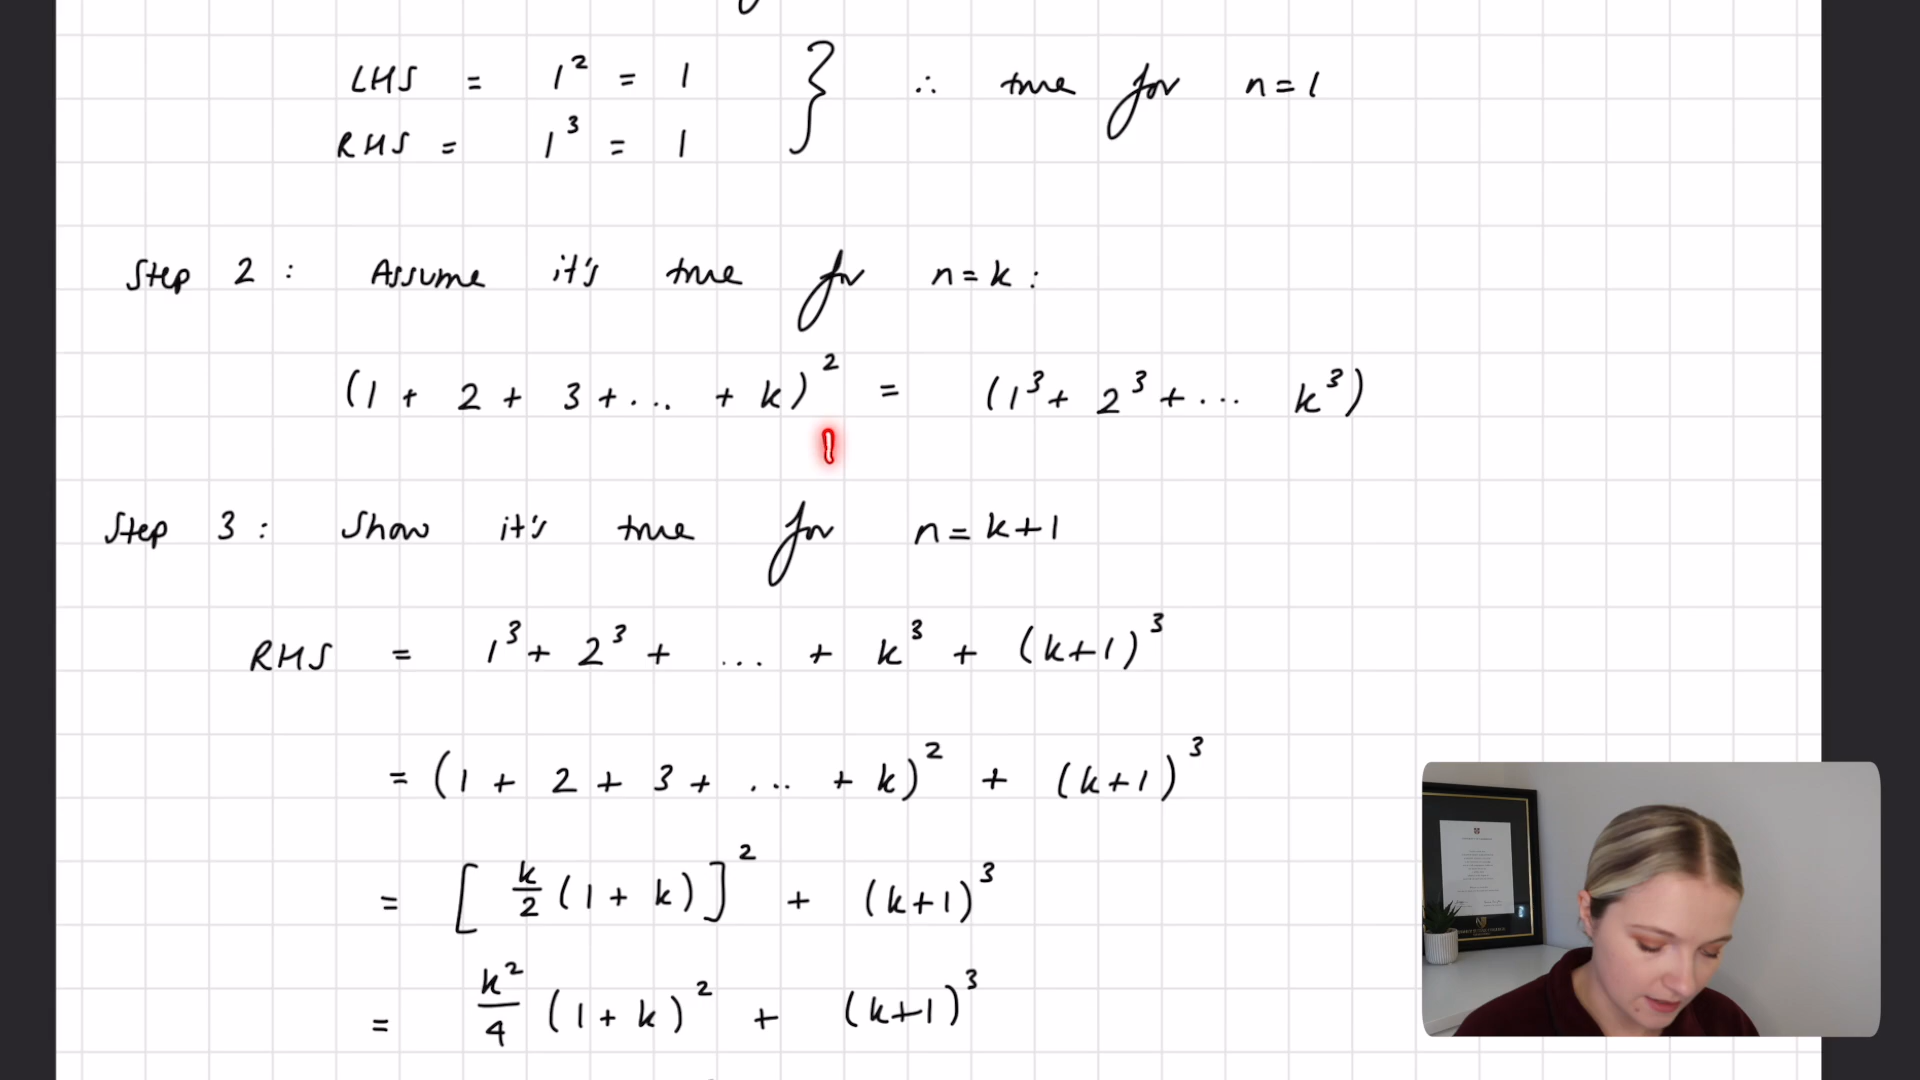 LHS = 1² = 1
RHS = 1³ = 1
∴ true for n=1
Step 2: Assume it's true for n=k:
(1 + 2 + 3 + ... + k)² = (1³ + 2³ + ... k³)
Step 3: Show it's true for n=k+1
RHS = 1³ + 2³ + ... + k³ + (k+1)³
= (1 + 2 + 3 + ... + k)² + (k+1)³
= [k/2 (1 + k)]² + (k+1)³
= k²/4 (1 + k)² + (k+1)³